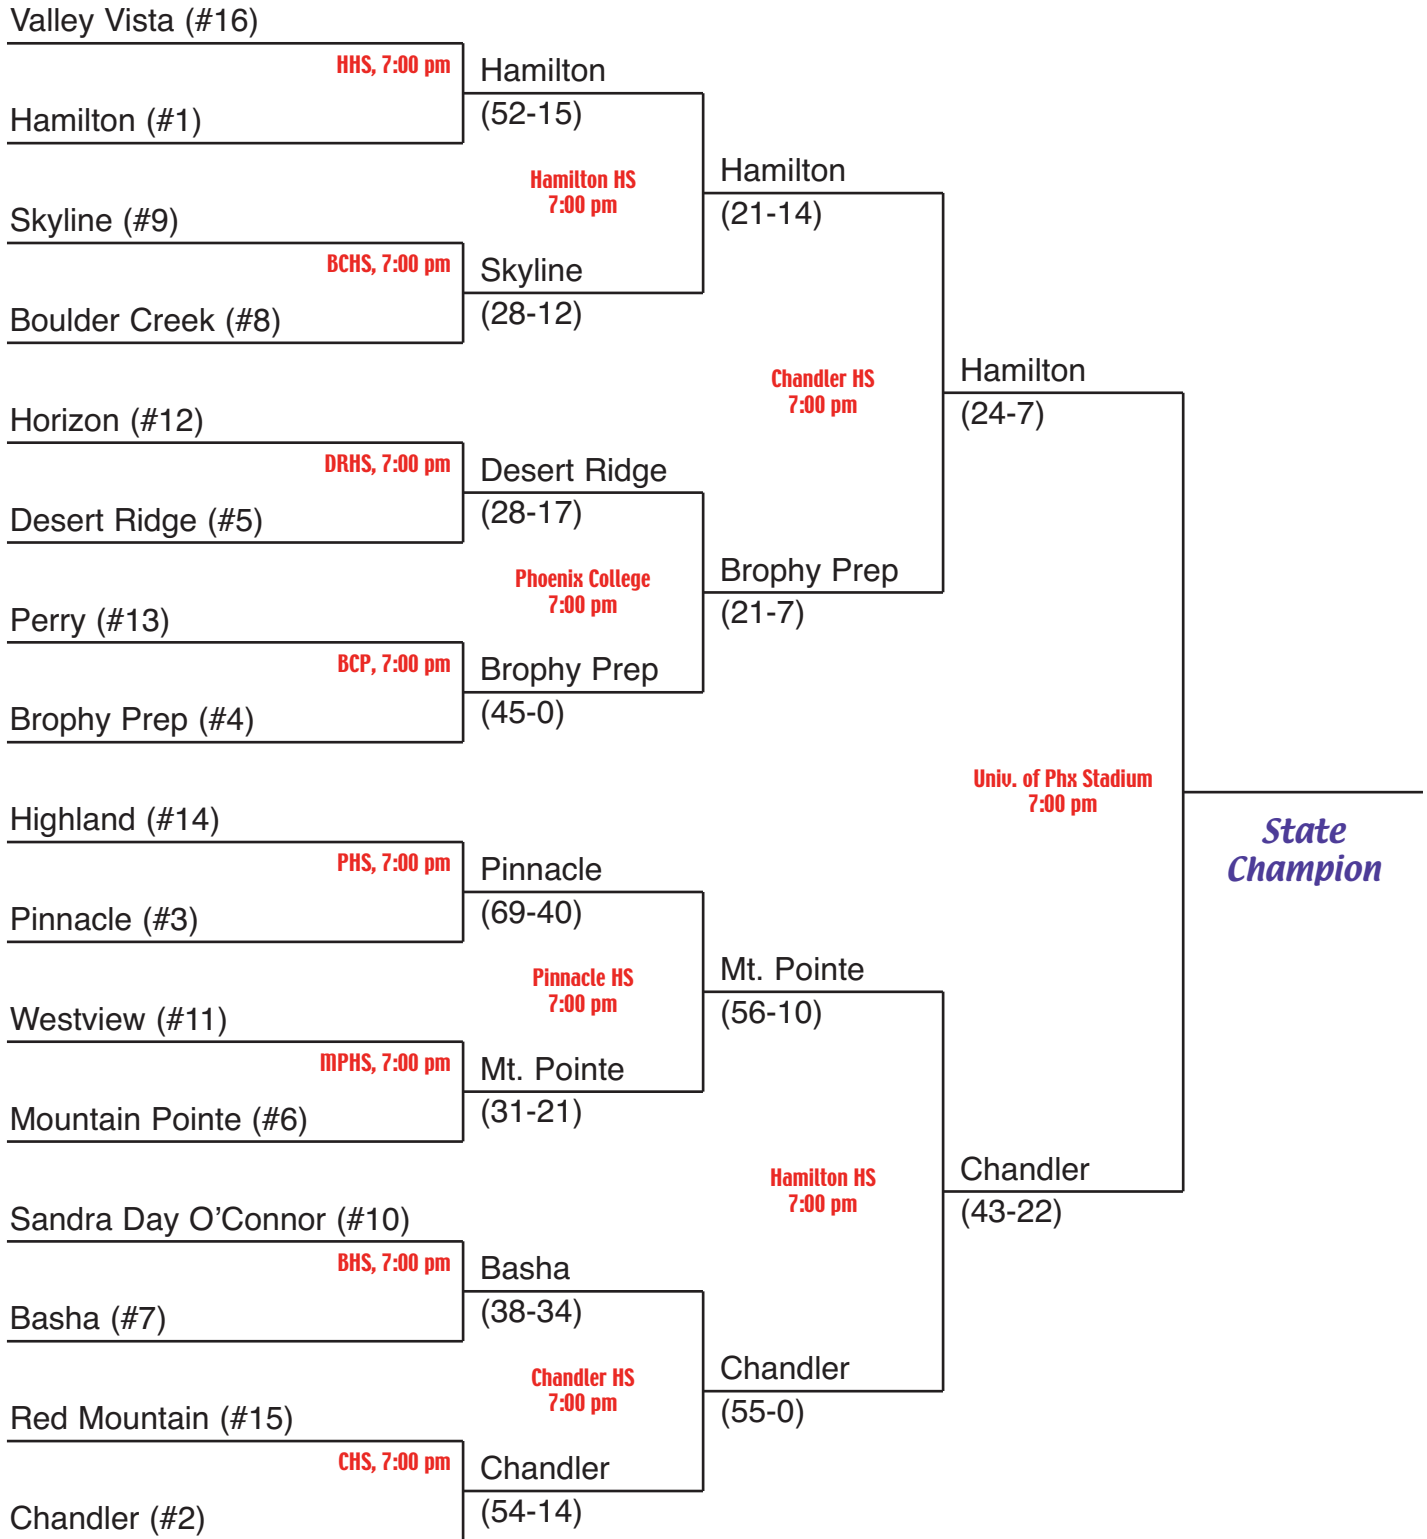 Valley Vista (#16)
HHS, 7:00 pm
Hamilton (#1)
Skyline (#9)
BCHS, 7:00 pm
Boulder Creek (#8)
Horizon (#12)
DRHS, 7:00 pm
Desert Ridge (#5)
Perry (#13)
BCP, 7:00 pm
Brophy Prep (#4)
Highland (#14)
PHS, 7:00 pm
Pinnacle (#3)
Westview (#11)
MPHS, 7:00 pm
Mountain Pointe (#6)
Sandra Day O’Connor (#10)
BHS, 7:00 pm
Basha (#7)
Red Mountain (#15)
CHS, 7:00 pm
Chandler (#2)
Hamilton
(52-15)
Hamilton HS
7:00 pm
Skyline
(28-12)
Desert Ridge
(28-17)
Phoenix College
7:00 pm
Brophy Prep
(45-0)
Pinnacle
(69-40)
Pinnacle HS
7:00 pm
Mt. Pointe
(31-21)
Basha
(38-34)
Chandler HS
7:00 pm
Chandler
(54-14)
Hamilton
(21-14)
Chandler HS
7:00 pm
Brophy Prep
(21-7)
Mt. Pointe
(56-10)
Hamilton HS
7:00 pm
Chandler
(55-0)
Hamilton
(24-7)
Univ. of Phx Stadium
7:00 pm
Chandler
(43-22)
State
Champion